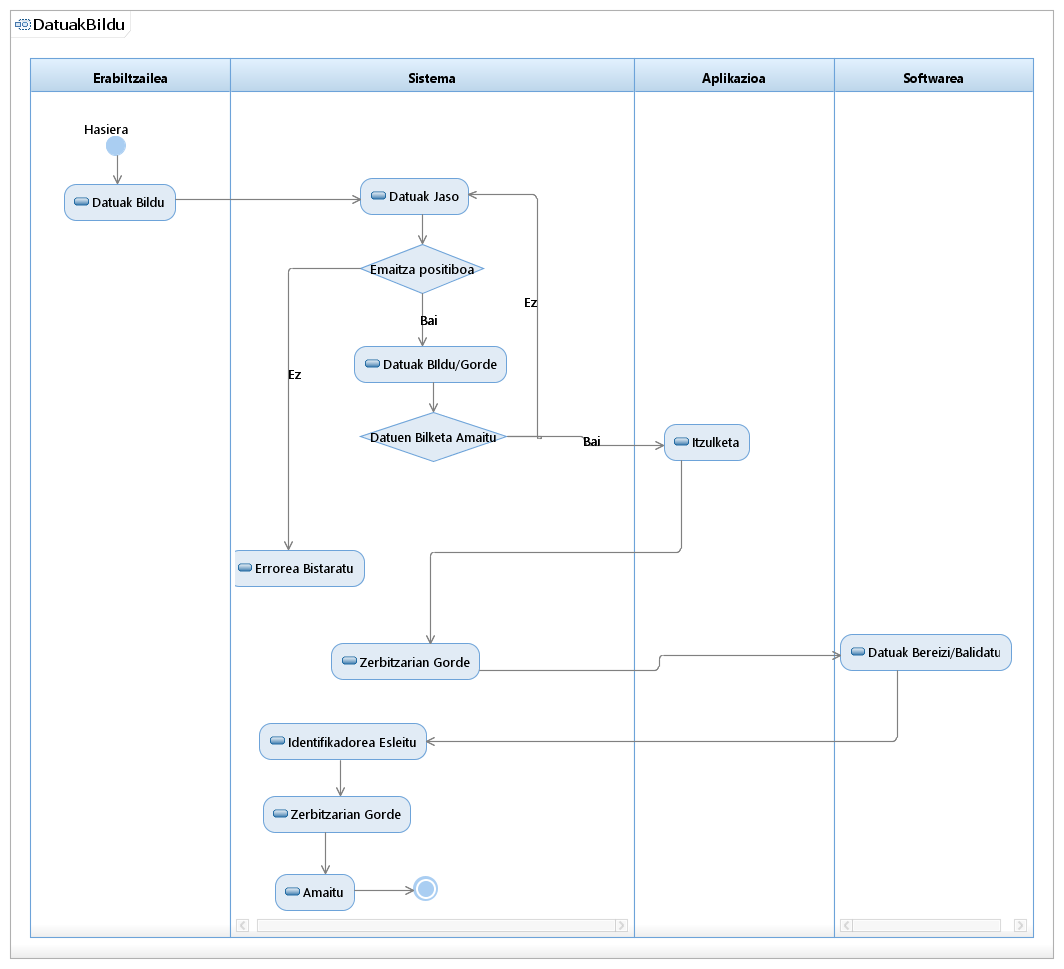 DatuakBildu
Erabiltzailea
Sistema
Aplikazioa
Softwarea
Hasiera
Datuak Bildu
Datuak Jaso
Emaitza positiboa
Ez
Bai
Datuak BIldu/Gorde
Ez
Datuen Bilketa Amaitu
Bai
Itzulketa
Errorea Bistaratu
Zerbitzarian Gorde
Datuak Bereizi/Balidatu
Identifikadorea Esleitu
Zerbitzarian Gorde
Amaitu